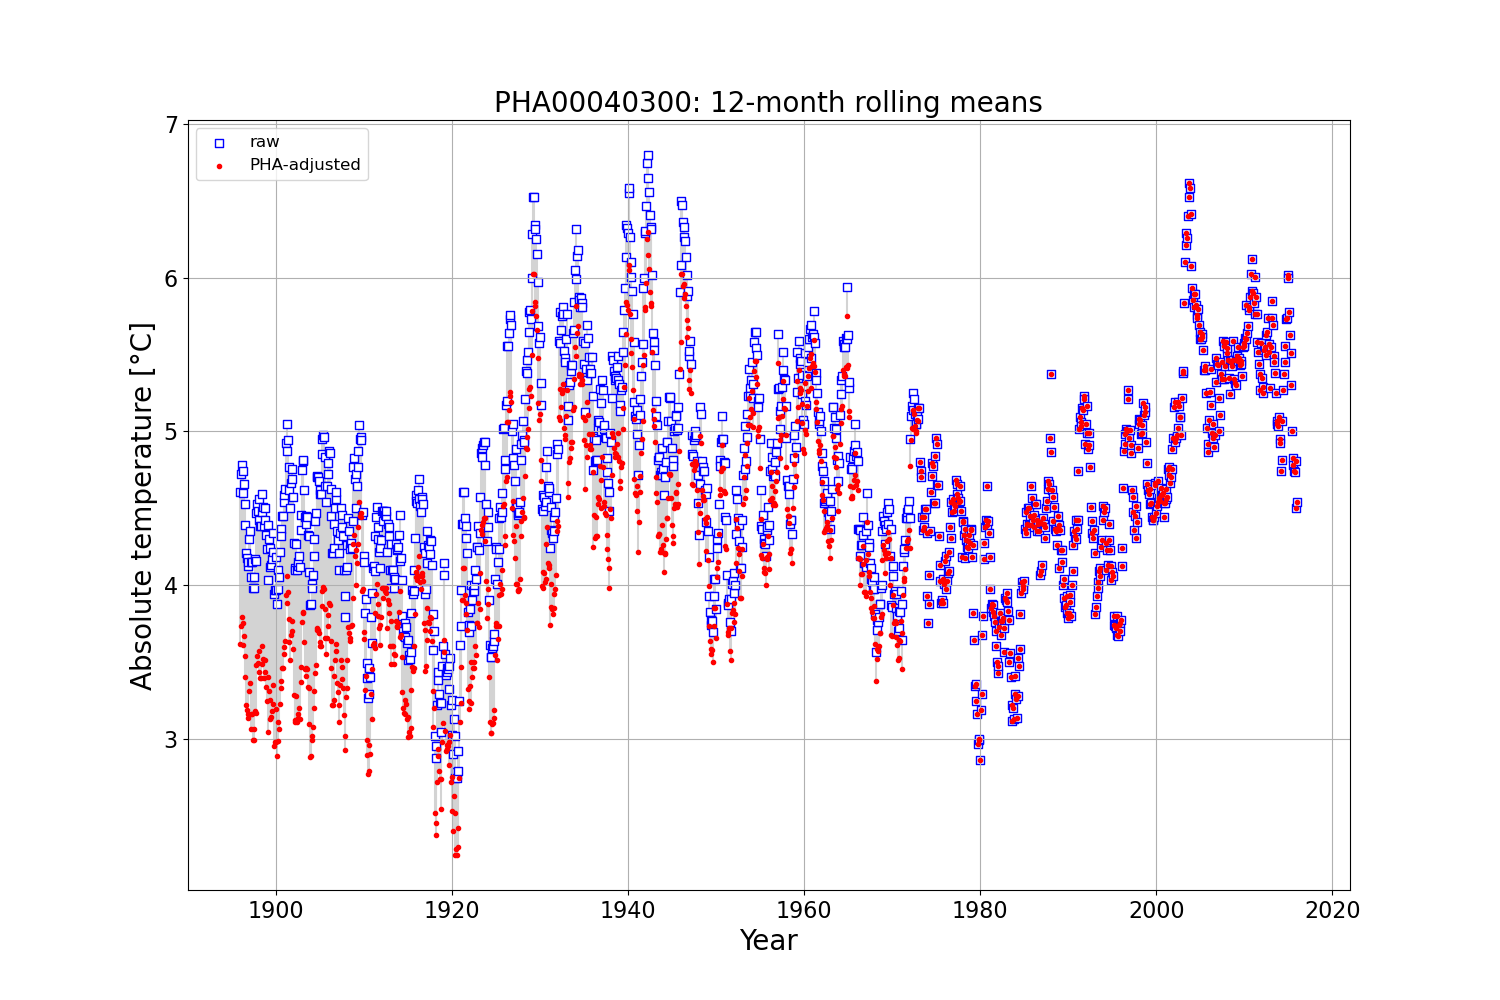 PHA00040300: 12-month rolling means
raw
PHA-adjusted
Absolute temperature [°C]
7
6
5
4
3
1900 1920 1940 1960 1980 2000 2020
Year